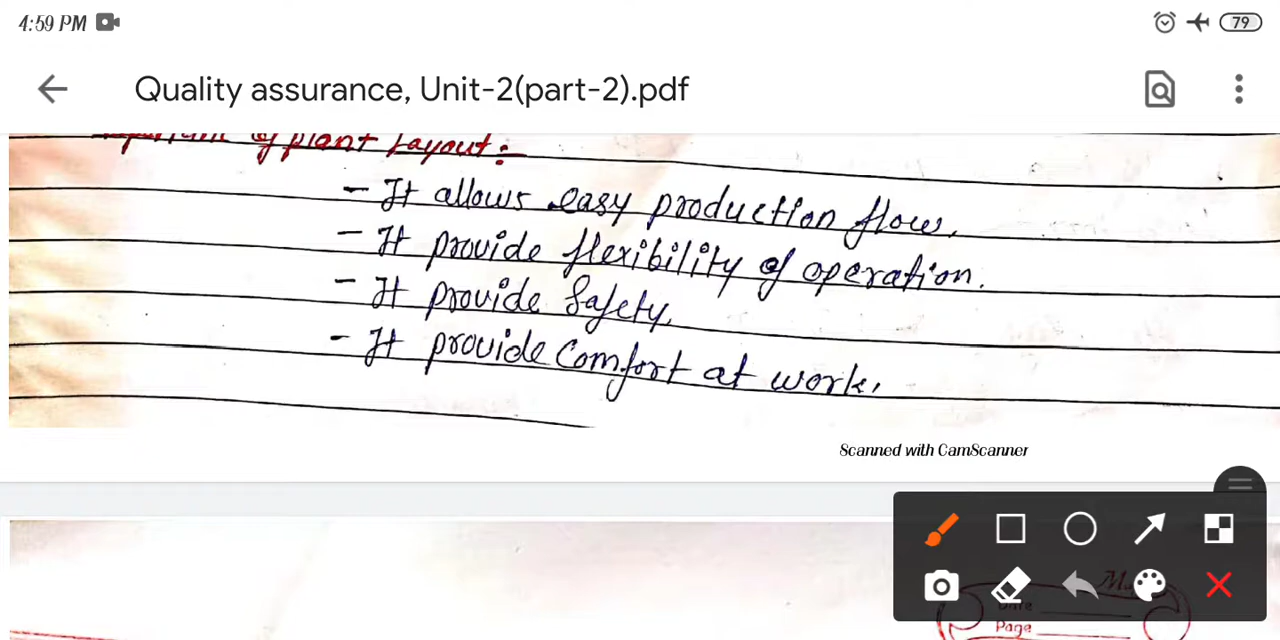 4:59 PM
79
Quality assurance, Unit-2(part-2).pdf
of plant Layout:-
- It allows easy production flow.
- It provide flexibility of operation.
- It provide Safety.
- It provide Comfort at work.
Scanned with CamScanner
Date
Page